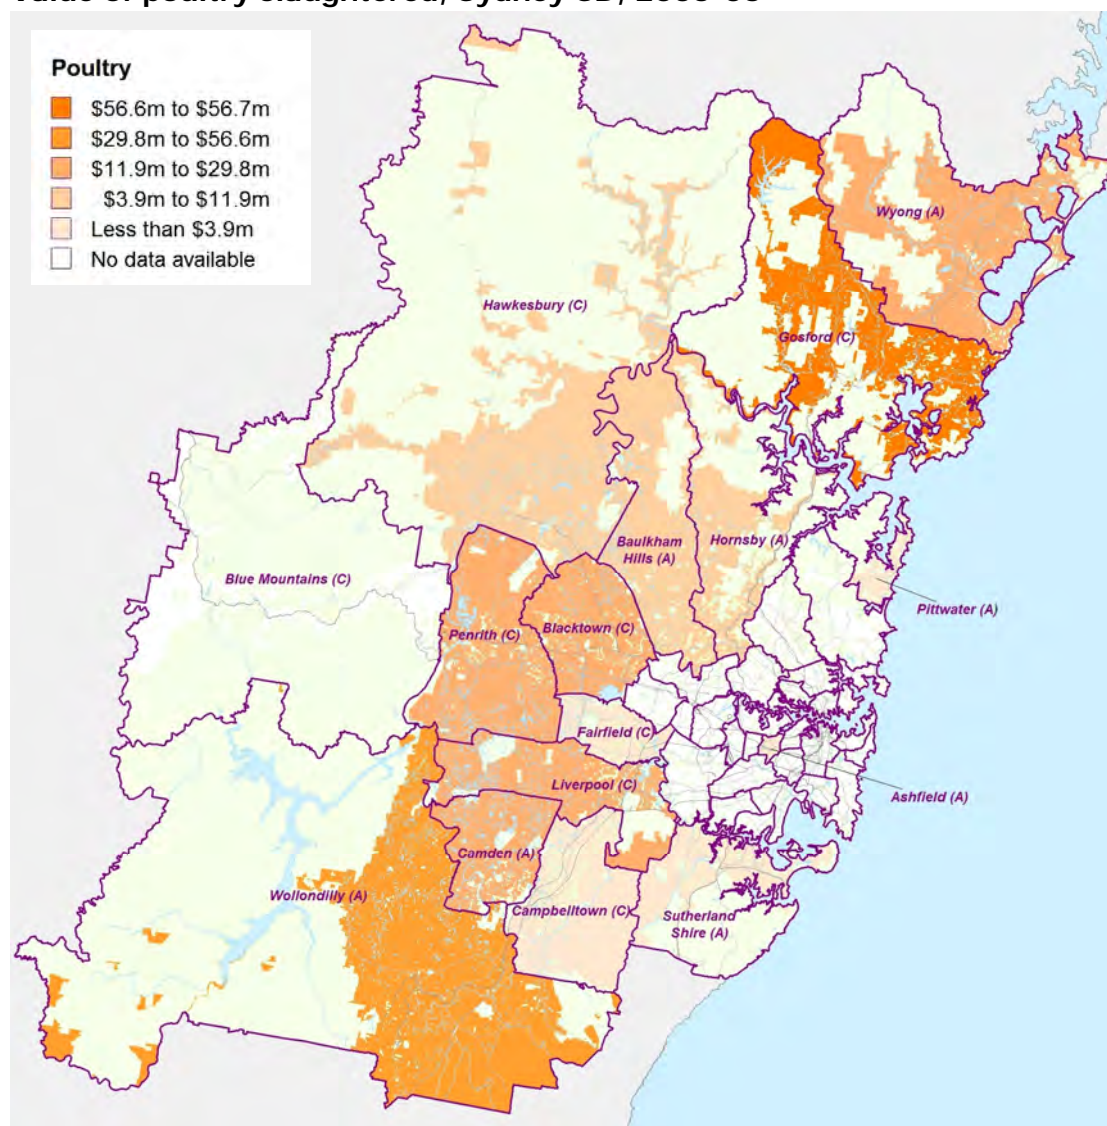 Poultry
$56.6m to $56.7m
$29.8m to $56.6m
$11.9m to $29.8m
$3.9m to $11.9m
Less than $3.9m
No data available
Wyong (A)
Hawkesbury (C)
Gosford (C)
Baulkham
Hills (A)
Hornsby (A)
Blue Mountains (C)
Pittwater (A)
Penrith (C)
Blacktown (C)
Fairfield (C)
Liverpool (C)
Ashfield (A)
Camden (A)
Wollondilly (A)
Campbelltown (C)
Sutherland
Shire (A)